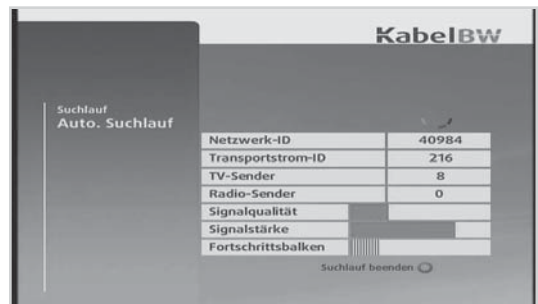 KabelBW
Suchlauf
Auto. Suchlauf
Netzwerk-ID 40984
Transportstrom-ID 216
TV-Sender 8
Radio-Sender 0
Signalqualität
Signalstärke
Fortschrittsbalken
Suchlauf beenden